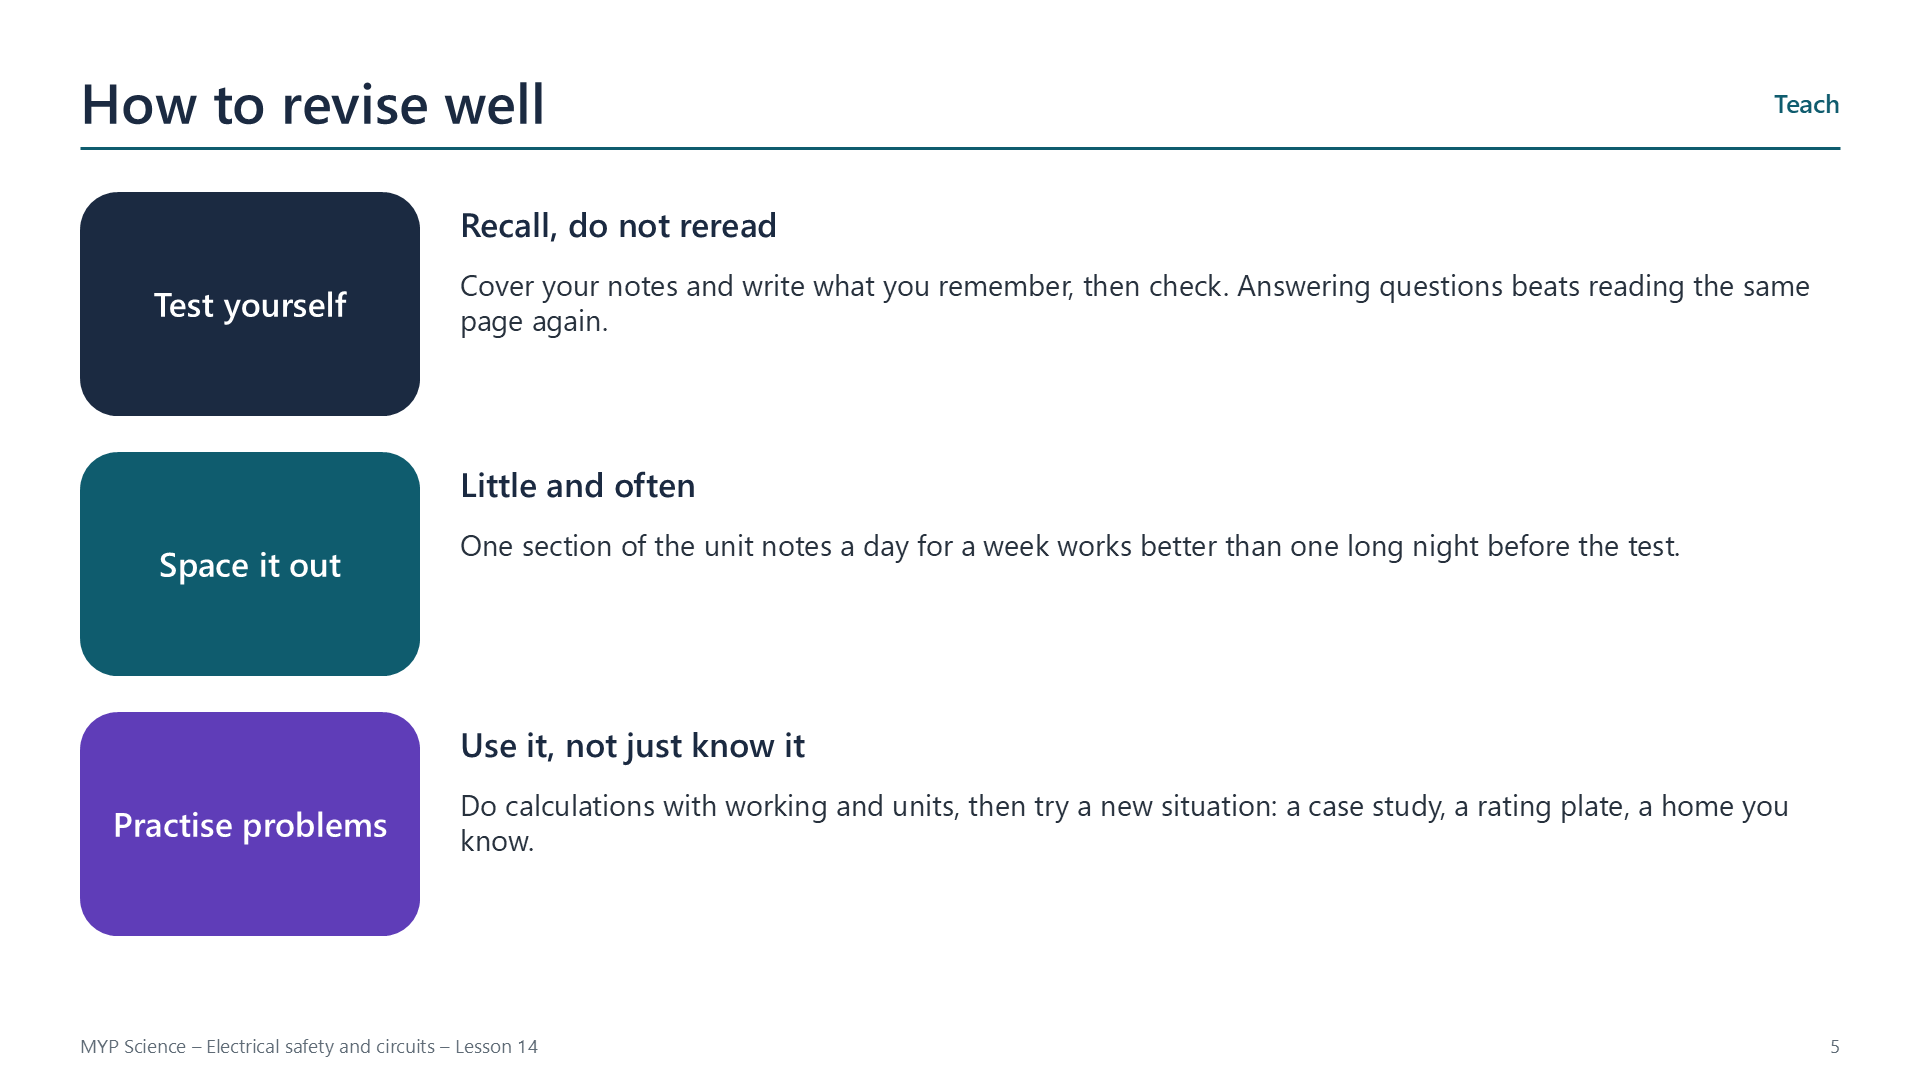 How to revise well
Teach
Test yourself
Recall, do not reread
Cover your notes and write what you remember, then check. Answering questions beats reading the same
page again.
Space it out
Little and often
One section of the unit notes a day for a week works better than one long night before the test.
Practise problems
Use it, not just know it
Do calculations with working and units, then try a new situation: a case study, a rating plate, a home you
know.
MYP Science – Electrical safety and circuits – Lesson 14
5